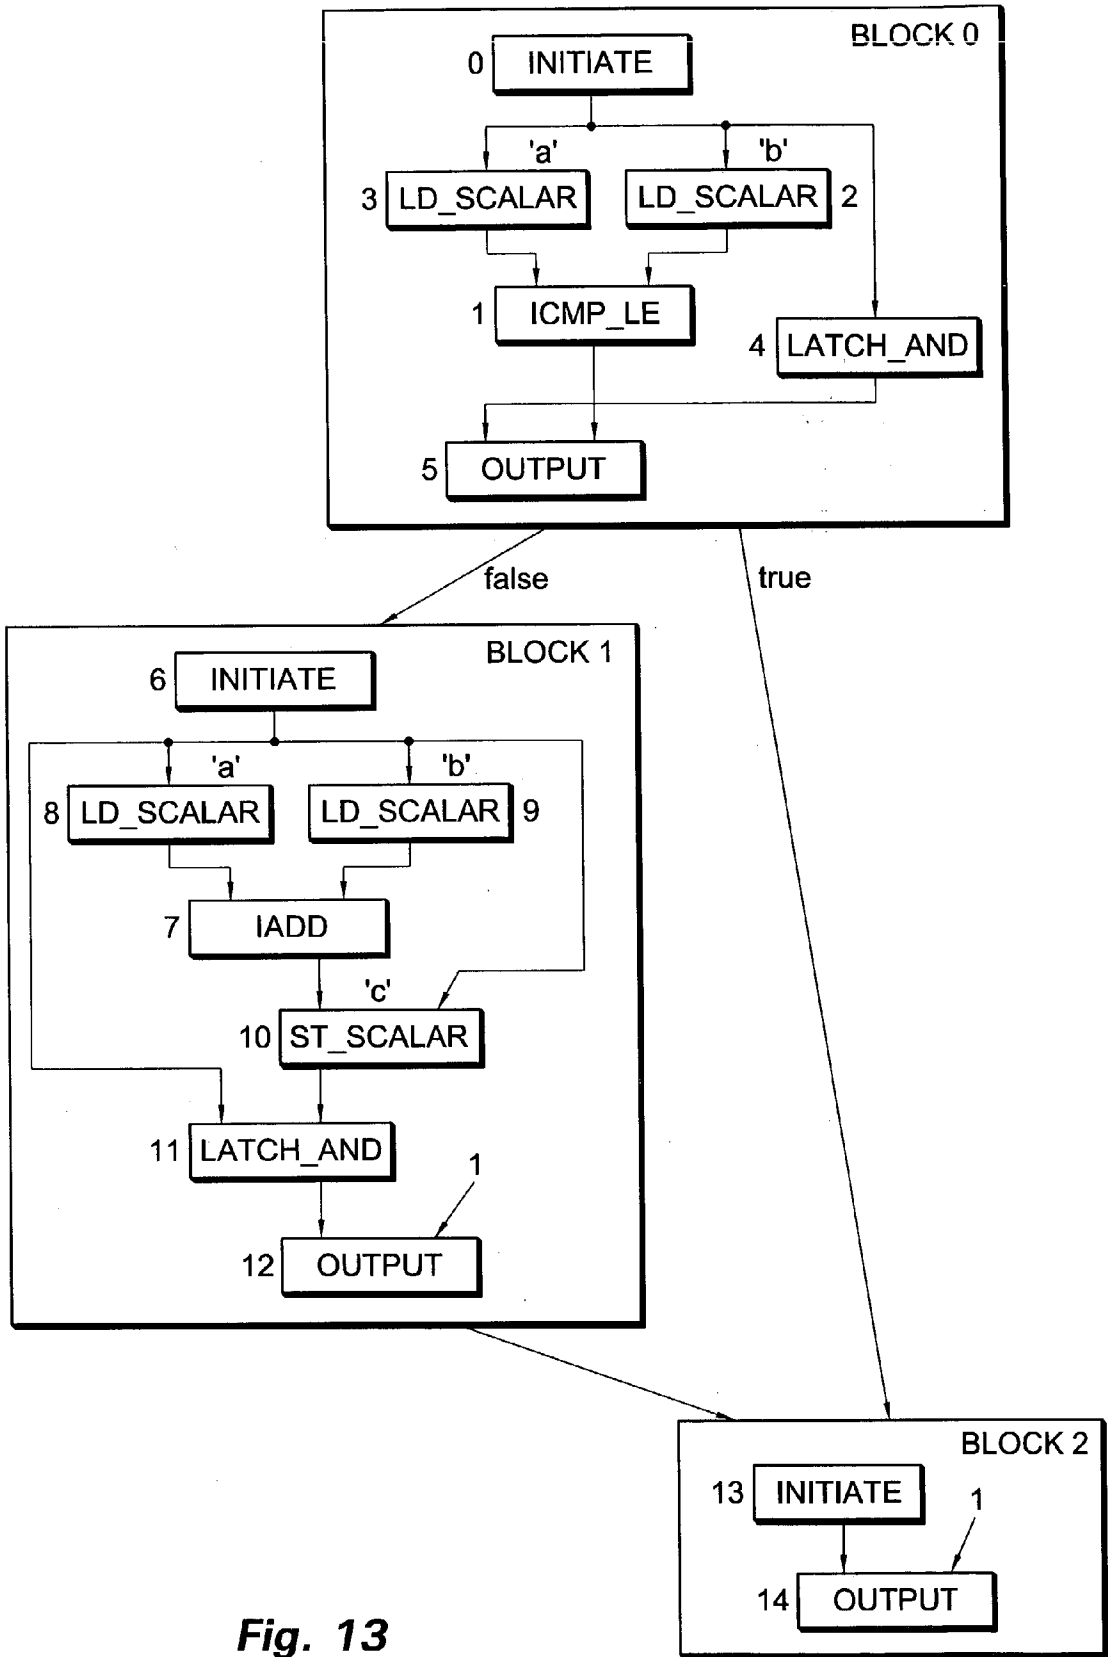 BLOCK 0
0 INITIATE
'a' 'b'
3 LD_SCALAR LD_SCALAR 2
1 ICMP_LE
4 LATCH_AND
5 OUTPUT
false true
BLOCK 1
6 INITIATE
'a' 'b'
8 LD_SCALAR LD_SCALAR 9
7 IADD
'c'
10 ST_SCALAR
11 LATCH_AND
1
12 OUTPUT
BLOCK 2
13 INITIATE 1
14 OUTPUT
Fig. 13